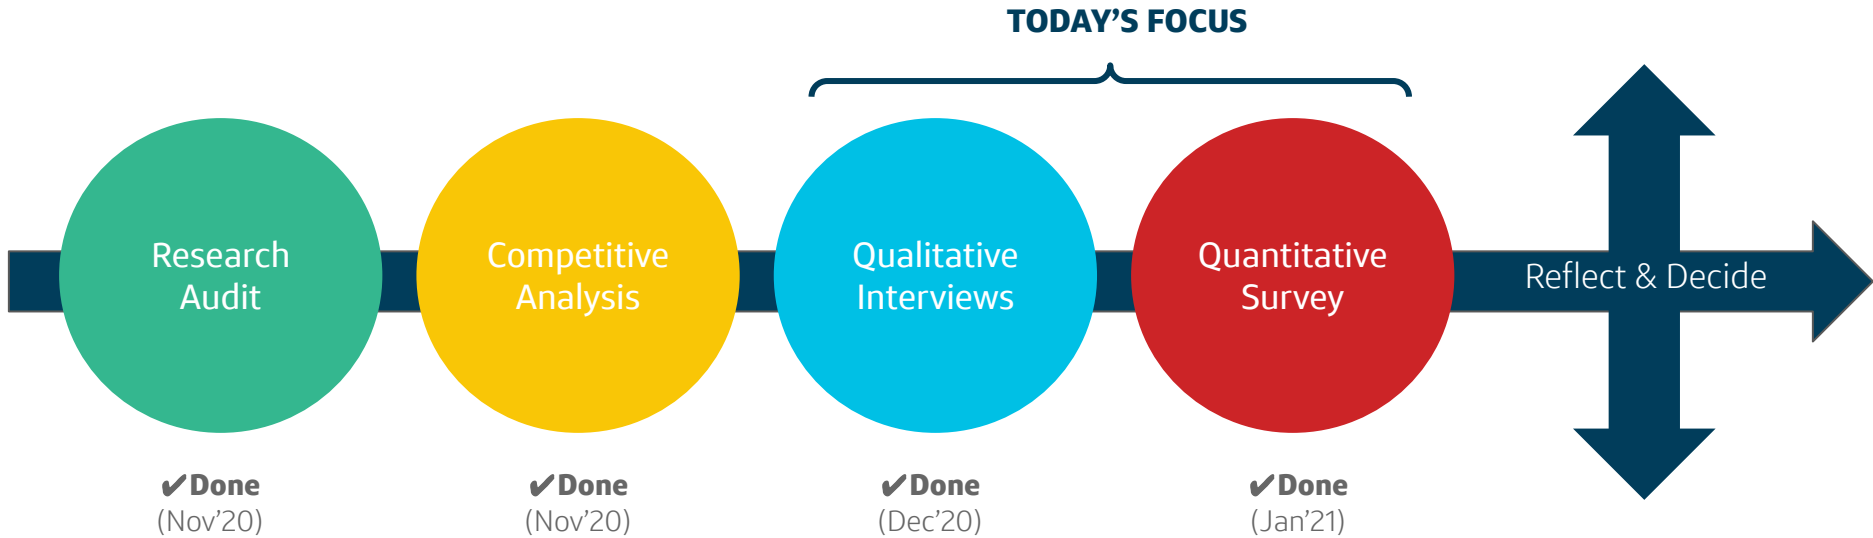 TODAY’S FOCUS
Research
Audit
Competitive
Analysis
Qualitative
Interviews
Quantitative
Survey
Reflect & Decide
✔Done
(Nov’20)
✔Done
(Nov’20)
✔Done
(Dec’20)
✔Done
(Jan’21)